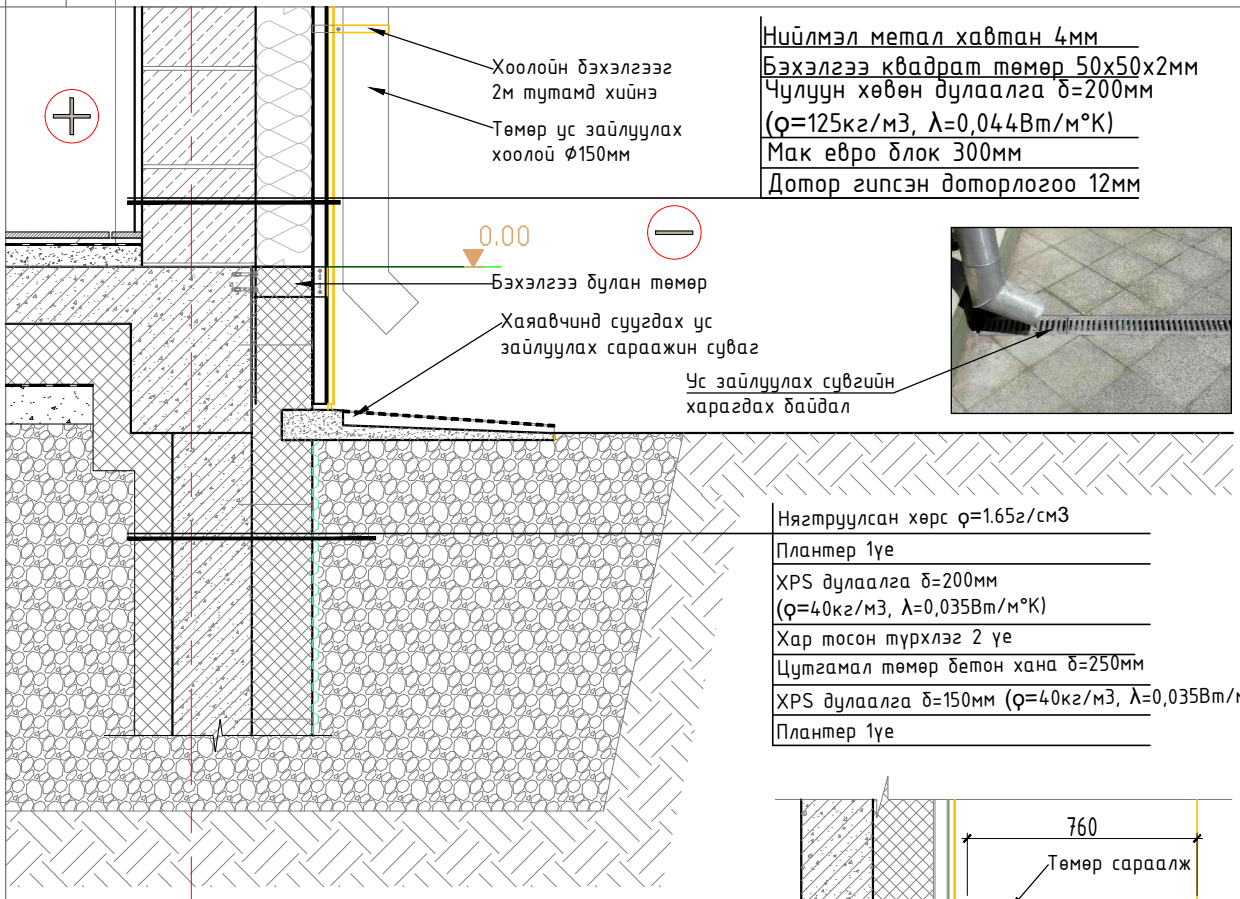 Нийлмэл метал хавтан 4мм
Бэхэлгээ квадрат төмөр 50x50x2мм
Чулуун хөвөн дулаалга δ=200мм
(ρ=125кг/м3, λ=0,044Вт/м°К)
Мак евро блок 300мм
Дотор гипсэн доторлогоо 12мм
Хоолойн бэхэлгээг
2м тутамд хийнэ
Төмөр ус зайлуулах
хоолой Ф150мм
0.00
Бэхэлгээ булан төмөр
Хаяавчинд суугдах ус
зайлуулах сараажин суваг
Ус зайлуулах сувгийн
харагдах байдал
Нягтруулсан хөрс ρ=1.65г/см3
Плантер 1үе
XPS дулаалга δ=200мм
(ρ=40кг/м3, λ=0,035Вт/м°К)
Хар тосон түрхлэг 2 үе
Цутгамал төмөр бетон хана δ=250мм
XPS дулаалга δ=150мм (ρ=40кг/м3, λ=0,035Вт/м
Плантер 1үе
760
Төмөр сараалж